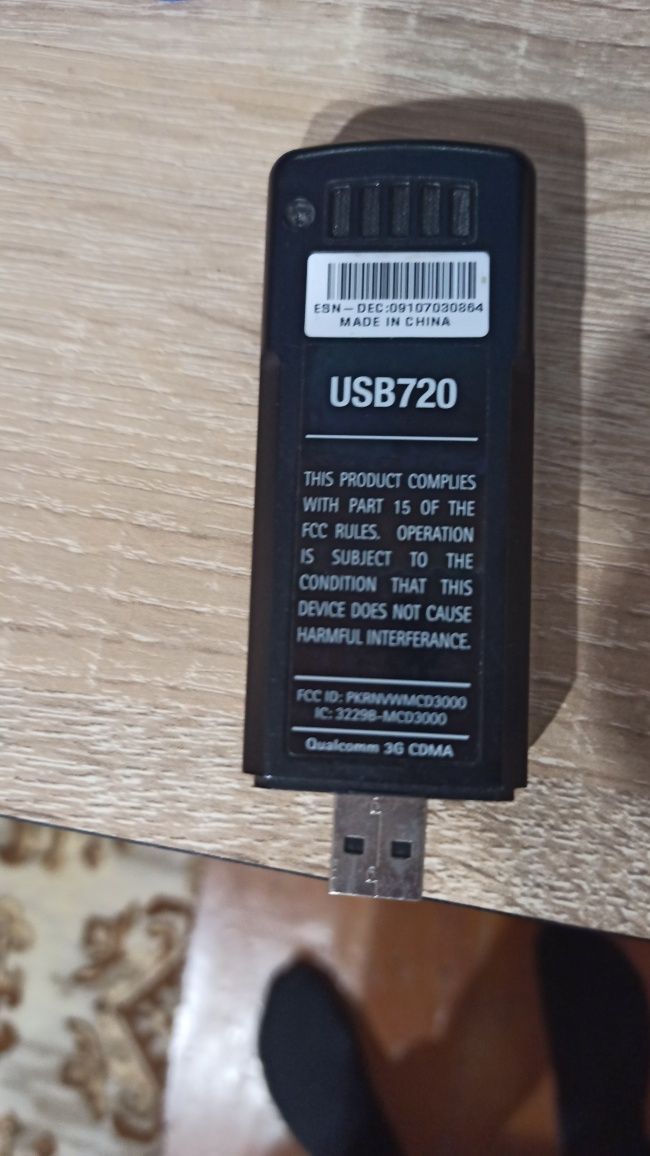 ESN-DEC:09107030864
MADE IN CHINA
USB720
THIS PRODUCT COMPLIES
WITH PART 15 OF THE
FCC RULES. OPERATION
IS SUBJECT TO THE
CONDITION THAT THIS
DEVICE DOES NOT CAUSE
HARMFUL INTERFERANCE.
FCC ID: PKRNVWMCD3000
IC: 3229B-MCD3000
Qualcomm 3G CDMA